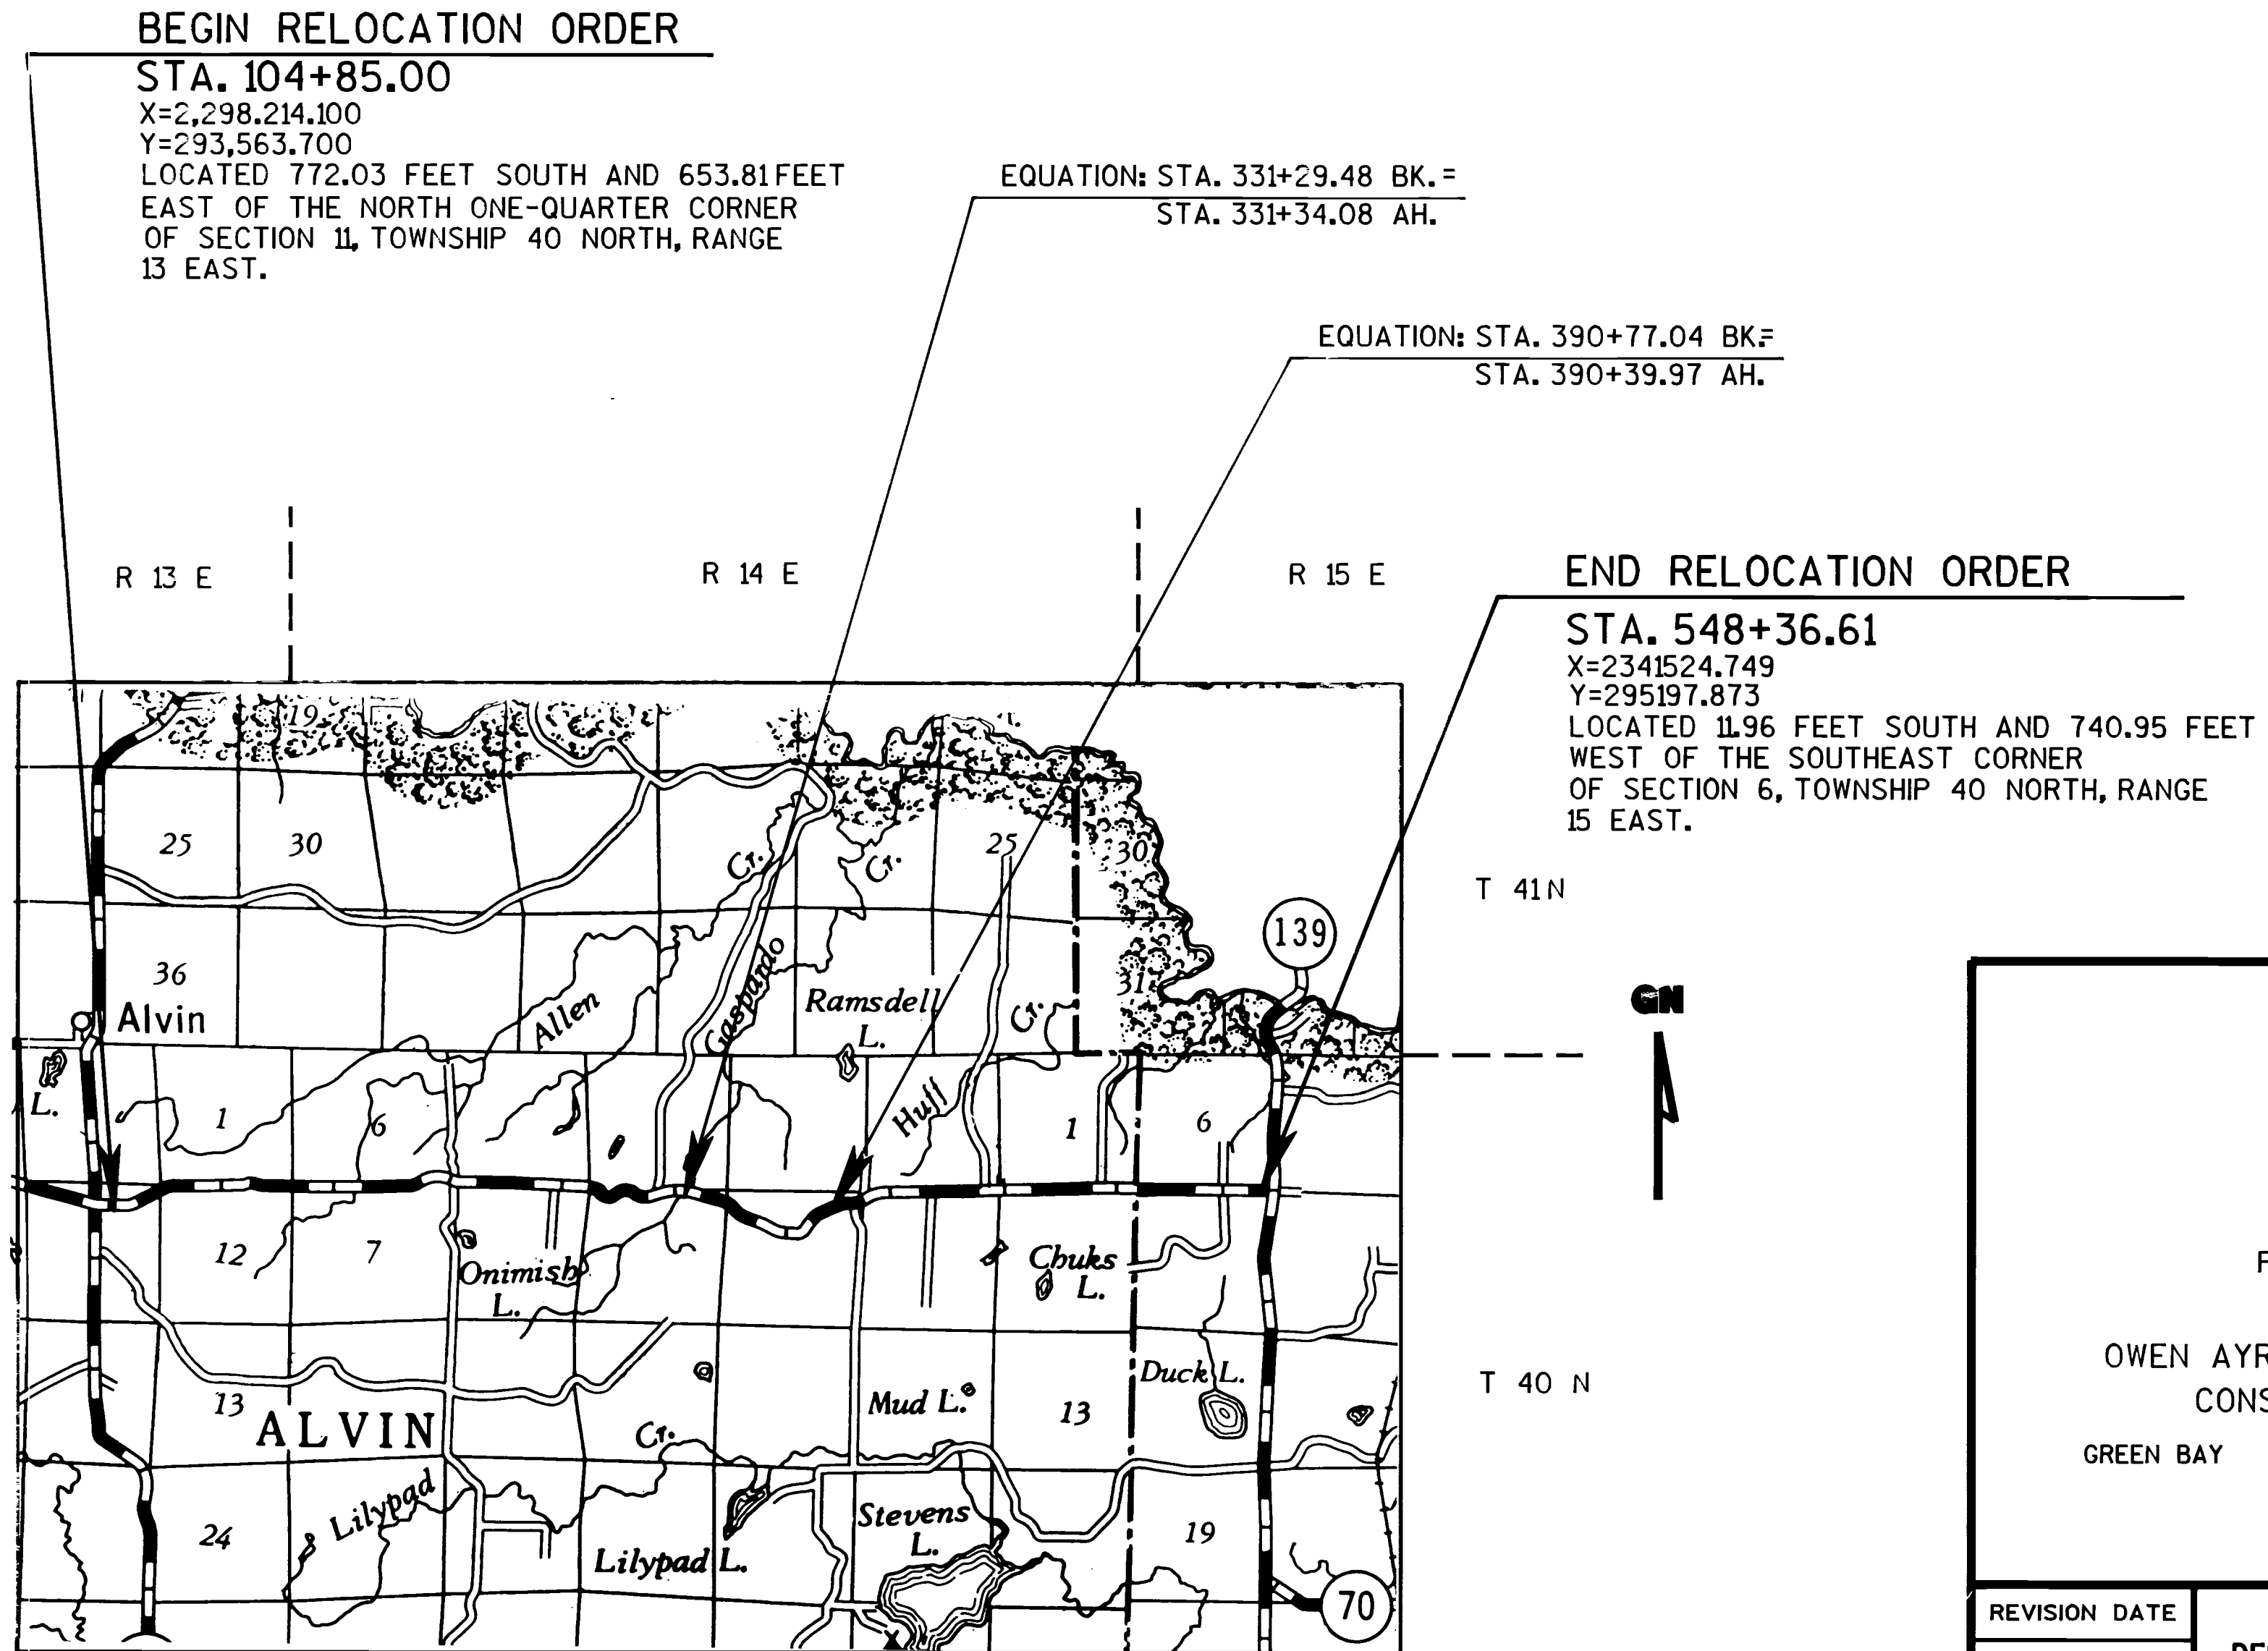 BEGIN RELOCATION ORDER
STA. 104+85.00
X=2,298.214.100
Y=293,563.700
LOCATED 772.03 FEET SOUTH AND 653.81 FEET
EAST OF THE NORTH ONE-QUARTER CORNER
OF SECTION 11, TOWNSHIP 40 NORTH, RANGE
13 EAST.
EQUATION: STA. 331+29.48 BK.=
STA. 331+34.08 AH.
EQUATION: STA. 390+77.04 BK.=
STA. 390+39.97 AH.
R 13 E
R 14 E
R 15 E
END RELOCATION ORDER
STA. 548+36.61
X=2341524.749
Y=295197.873
LOCATED 11.96 FEET SOUTH AND 740.95 FEET
WEST OF THE SOUTHEAST CORNER
OF SECTION 6, TOWNSHIP 40 NORTH, RANGE
15 EAST.
19
25
30
Cr.
Cr.
25
30
T 41 N
139
36
Alvin
Allen
Gaspardo
Ramsdell
L.
Cr.
31
GN
L.
1
6
Huff
1
6
12
7
Onimish
L.
Chuks
L.
13
ALVIN
Cr.
Mud L.
13
Duck L.
T 40 N
24
Lilypad
Lilypad L.
Stevens
L.
19
70
F
OWEN AYR
CONS
GREEN BAY
REVISION DATE